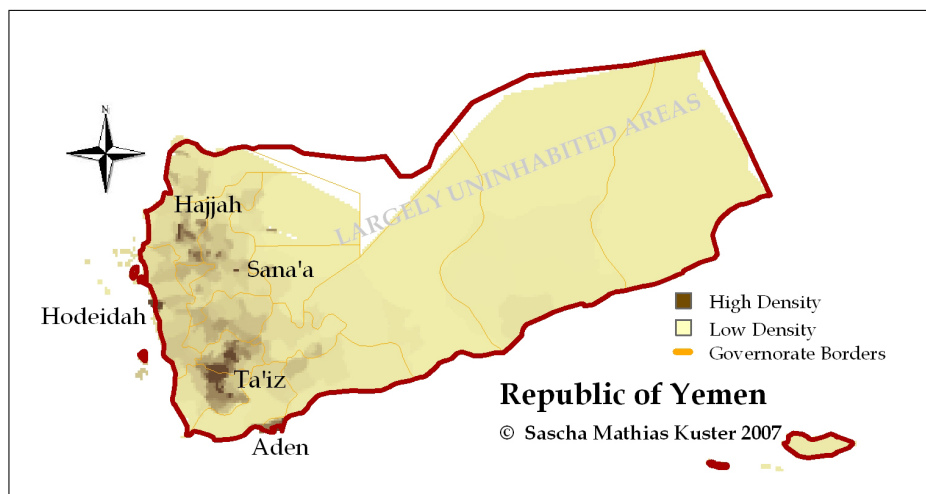 N
LARGELY UNINHABITED AREAS
Hajjah
Sana'a
Hodeidah
Ta'iz
Aden
High Density
Low Density
Governorate Borders
Republic of Yemen
© Sascha Mathias Kuster 2007